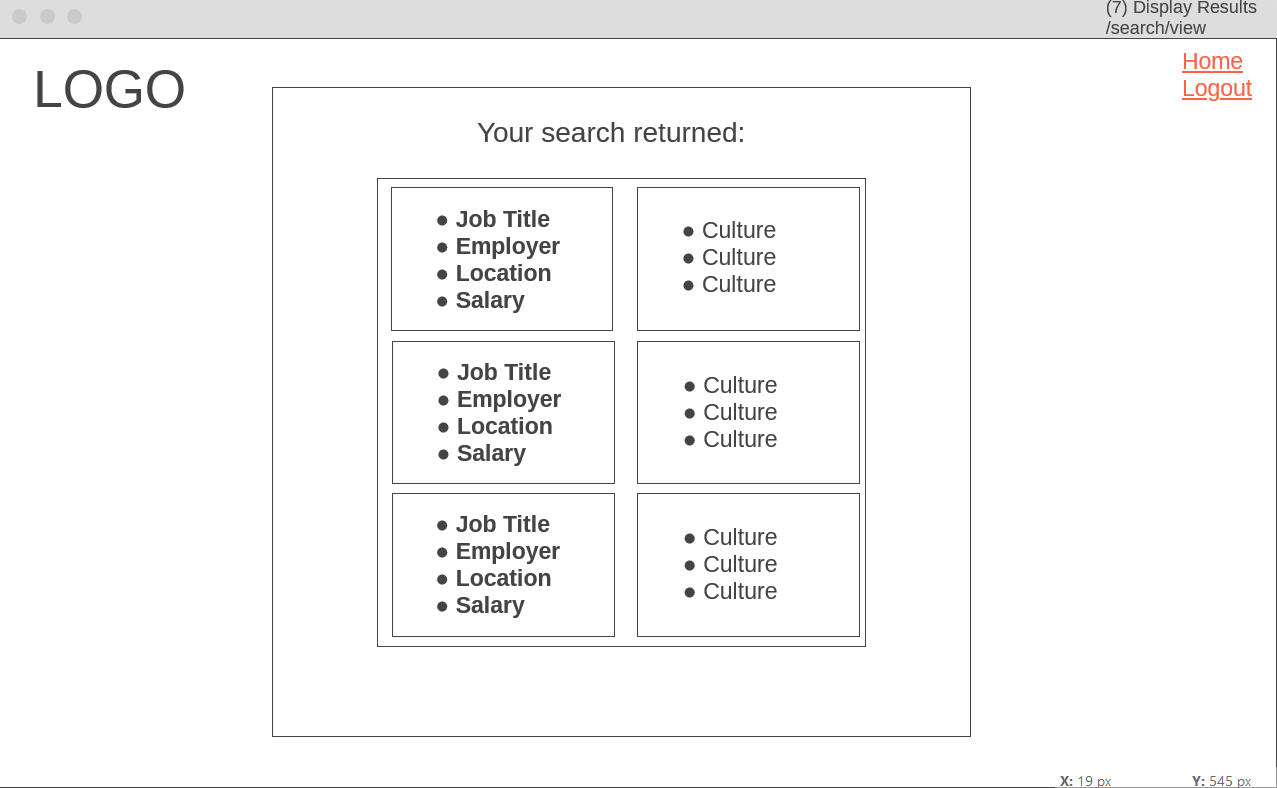 (7) Display Results
/search/view
LOGO
Home
Logout
Your search returned:
● Job Title
● Employer
● Location
● Salary
● Culture
● Culture
● Culture
● Job Title
● Employer
● Location
● Salary
● Culture
● Culture
● Culture
● Job Title
● Employer
● Location
● Salary
● Culture
● Culture
● Culture
X: 19 px Y: 545 px